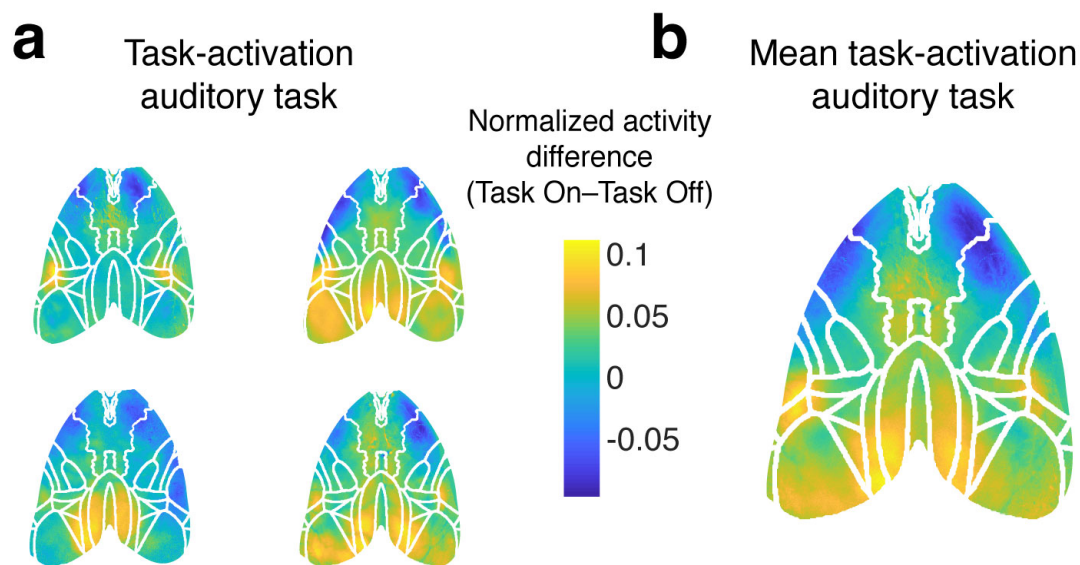 a
Task-activation
auditory task
Normalized activity
difference
(Task On–Task Off)
0.1
0.05
0
-0.05
b
Mean task-activation
auditory task